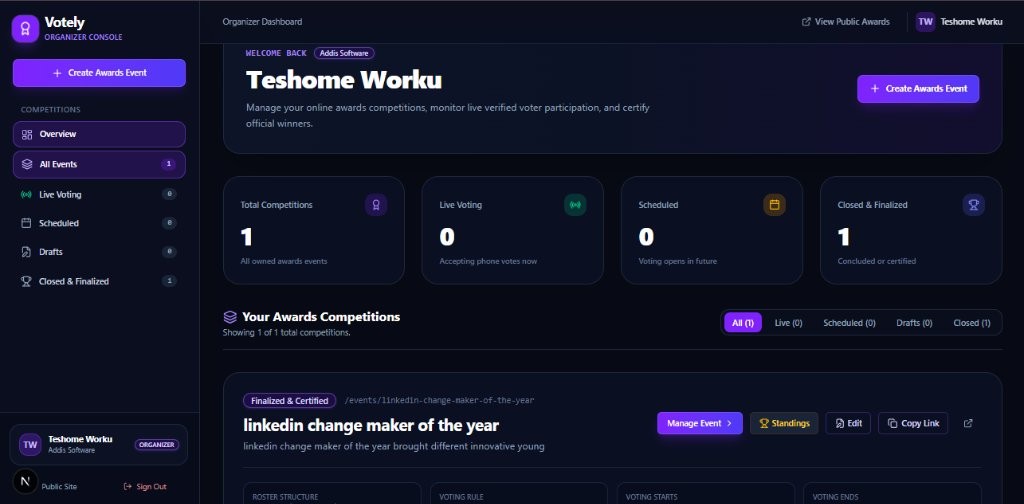 Votely
ORGANIZER CONSOLE
+ Create Awards Event
COMPETITIONS
Overview
All Events 1
Live Voting 0
Scheduled 0
Drafts 0
Closed & Finalized 1
TW
Teshome Worku
Addis Software
ORGANIZER
N
Public Site
Sign Out
Organizer Dashboard
View Public Awards
TW
Teshome Worku
WELCOME BACK
Addis Software
Teshome Worku
Manage your online awards competitions, monitor live verified voter participation, and certify
official winners.
+ Create Awards Event
Total Competitions
1
All owned awards events
Live Voting
0
Accepting phone votes now
Scheduled
0
Voting opens in future
Closed & Finalized
1
Concluded or certified
Your Awards Competitions
Showing 1 of 1 total competitions.
All (1) Live (0) Scheduled (0) Drafts (0) Closed (1)
Finalized & Certified
/events/linkedin-change-maker-of-the-year
linkedin change maker of the year
linkedin change maker of the year brought different innovative young
Manage Event
Standings
Edit
Copy Link
ROSTER STRUCTURE
VOTING RULE
VOTING STARTS
VOTING ENDS